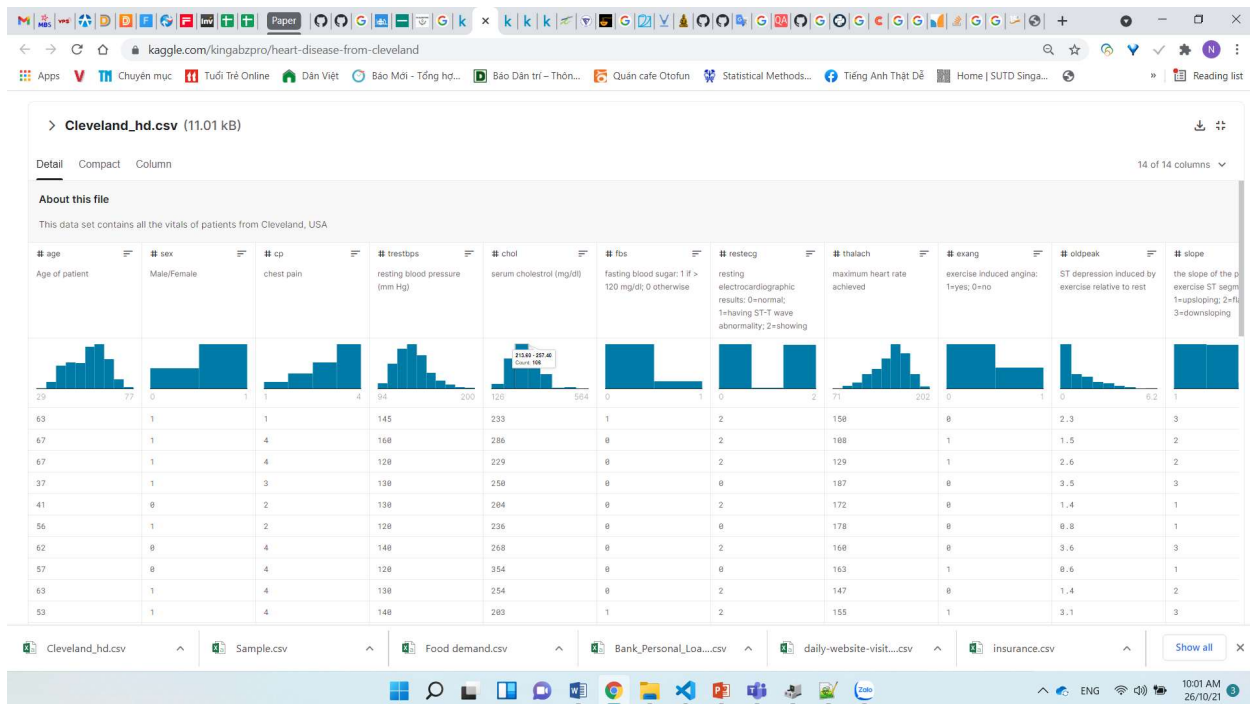 Paper
kaggle.com/kingabzpro/heart-disease-from-cleveland
Apps Chuyên mục Tuổi Trẻ Online Dân Việt Báo Mới - Tổng hợ... Báo Dân trí – Thôn... Quán cafe Otofun Statistical Methods... Tiếng Anh Thật Dễ Home | SUTD Singa... » Reading list
Cleveland_hd.csv (11.01 kB)
Detail Compact Column 14 of 14 columns
About this file
This data set contains all the vitals of patients from Cleveland, USA
# age # sex # cp # trestbps # chol # fbs # restecg # thalach # exang # oldpeak # slope
Age of patient Male/Female chest pain resting blood pressure serum cholestrol (mg/dl) fasting blood sugar: 1 if > resting maximum heart rate exercise induced angina: ST depression induced by the slope of the p
(mm Hg) 120 mg/dl; 0 otherwise electrocardiographic achieved 1=yes; 0=no exercise relative to rest exercise ST segm
results: 0=normal; 1=upsloping; 2=fl
1=having ST-T wave 3=downsloping
abnormality; 2=showing
213.60 - 257.40
Count: 106
29 77 0 1 1 4 94 200 126 564 0 1 0 2 71 202 0 1 0 6.2 1
63 1 1 145 233 1 2 150 0 2.3 3
67 1 4 160 286 0 2 108 1 1.5 2
67 1 4 120 229 0 2 129 1 2.6 2
37 1 3 130 250 0 0 187 0 3.5 3
41 0 2 130 204 0 2 172 0 1.4 1
56 1 2 120 236 0 0 178 0 0.8 1
62 0 4 140 268 0 2 160 0 3.6 3
57 0 4 120 354 0 0 163 1 0.6 1
63 1 4 130 254 0 2 147 0 1.4 2
53 1 4 140 203 1 2 155 1 3.1 3
Cleveland_hd.csv Sample.csv Food demand.csv Bank_Personal_Loa....csv daily-website-visit....csv insurance.csv Show all
ENG 10:01 AM
26/10/21 3